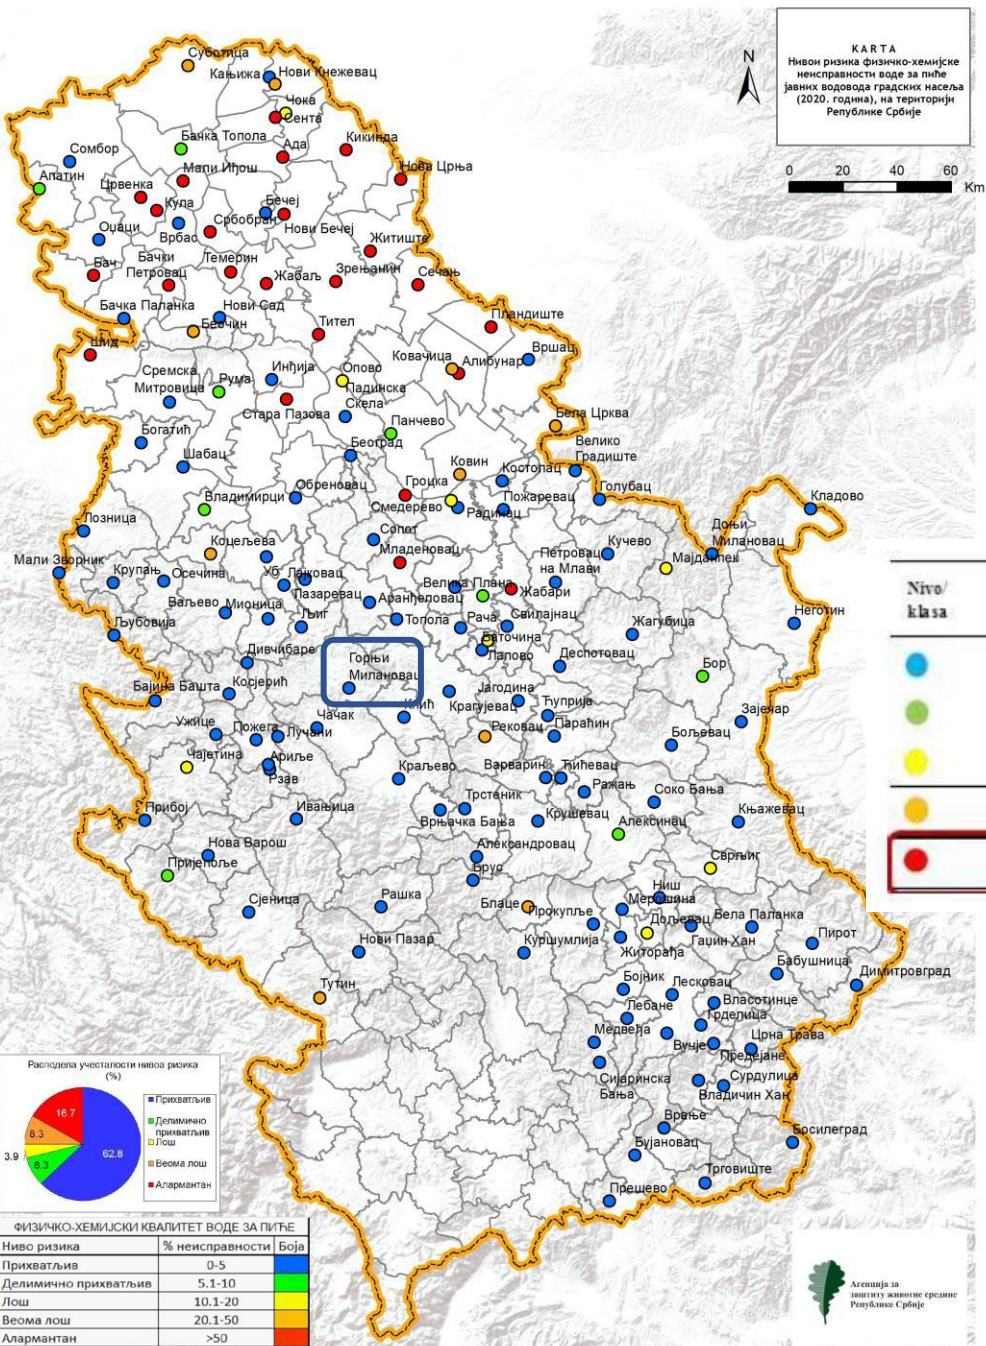 КАРТА
Нивои ризика физичко-хемијске
неисправности воде за пиће
јавних водовода градских насеља
(2020. година), на територији
Републике Србије
N
0 20 40 60 Km
Суботица
Кањижа
Нови Кнежевац
Чока
Сента
Бачка Топола
Ада
Кикинда
Сомбор
Мали Иђош
Нова Црња
Апатин
Црвенка
Кула
Бечеј
Србобран
Врбас
Нови Бечеј
Оџаци
Житиште
Бачки
Петровац
Темерин
Бач
Жабаљ
Зрењанин
Сечањ
Бачка Паланка
Нови Сад
Беочин
Тител
Пландиште
Шид
Ковачица
Алибунар
Вршац
Сремска
Митровица
Рума
Инђија
Опово
Падинска
Скела
Стара Пазова
Панчево
Бела Црква
Богатић
Београд
Велико
Градиште
Шабац
Ковин
Костолац
Обреновац
Гроцка
Голубац
Владимирци
Смедерево
Радинац
Пожаревац
Кладово
Лозница
Сопот
Доњи
Милановац
Коцељева
Младеновац
Петровац
на Млави
Кучево
Мајданпек
Мали Зворник
Крупањ
Осечина
Уб
Лајковац
Велика Плана
Жабари
Nivo/
klasa
Лазаревац
Аранђеловац
Ваљево
Мионица
Љиг
Топола
Рача
Свилајнац
Жагубица
Неготин
Љубовија
Баточина
Лапово
Дивчибаре
Горњи
Милановац
Деспотовац
Бор
Бајина Башта
Косјерић
Јагодина
Крагујевац
Кнић
Ћуприја
Зајечар
Ужице
Пожега
Лучани
Чачак
Рековац
Параћин
Бољевац
Чајетина
Ариље
Рзав
Краљево
Варварин
Ћићевац
Ражањ
Трстеник
Соко Бања
Прибој
Ивањица
Врњачка Бања
Крушевац
Алексинац
Књажевац
Нова Варош
Александровац
Сврљиг
Пријепоље
Брус
Ниш
Сјеница
Рашка
Блаце
Прокупље
Мерошина
Дољевац
Бела Паланка
Нови Пазар
Куршумлија
Житорађа
Гаџин Хан
Пирот
Бабушница
Тутин
Бојник
Лесковац
Димитровград
Лебане
Власотинце
Грделица
Медвеђа
Вучје
Црна Трава
Предејане
Сијаринска
Бања
Сурдулица
Владичин Хан
Врање
Босилеград
Бујановац
Трговиште
Прешево
Расподела учесталости нивоа ризика
(%)
16.7
8.3
3.9
8.3
62.8
Прихватљив
Делимично
прихватљив
Лош
Веома лош
Алармантан
ФИЗИЧКО-ХЕМИЈСКИ КВАЛИТЕТ ВОДЕ ЗА ПИЋЕ
Ниво ризика % неисправности Боја
Прихватљив 0-5
Делимично прихватљив 5.1-10
Лош 10.1-20
Веома лош 20.1-50
Алармантан >50
Агенција за
заштиту животне средине
Републике Србије